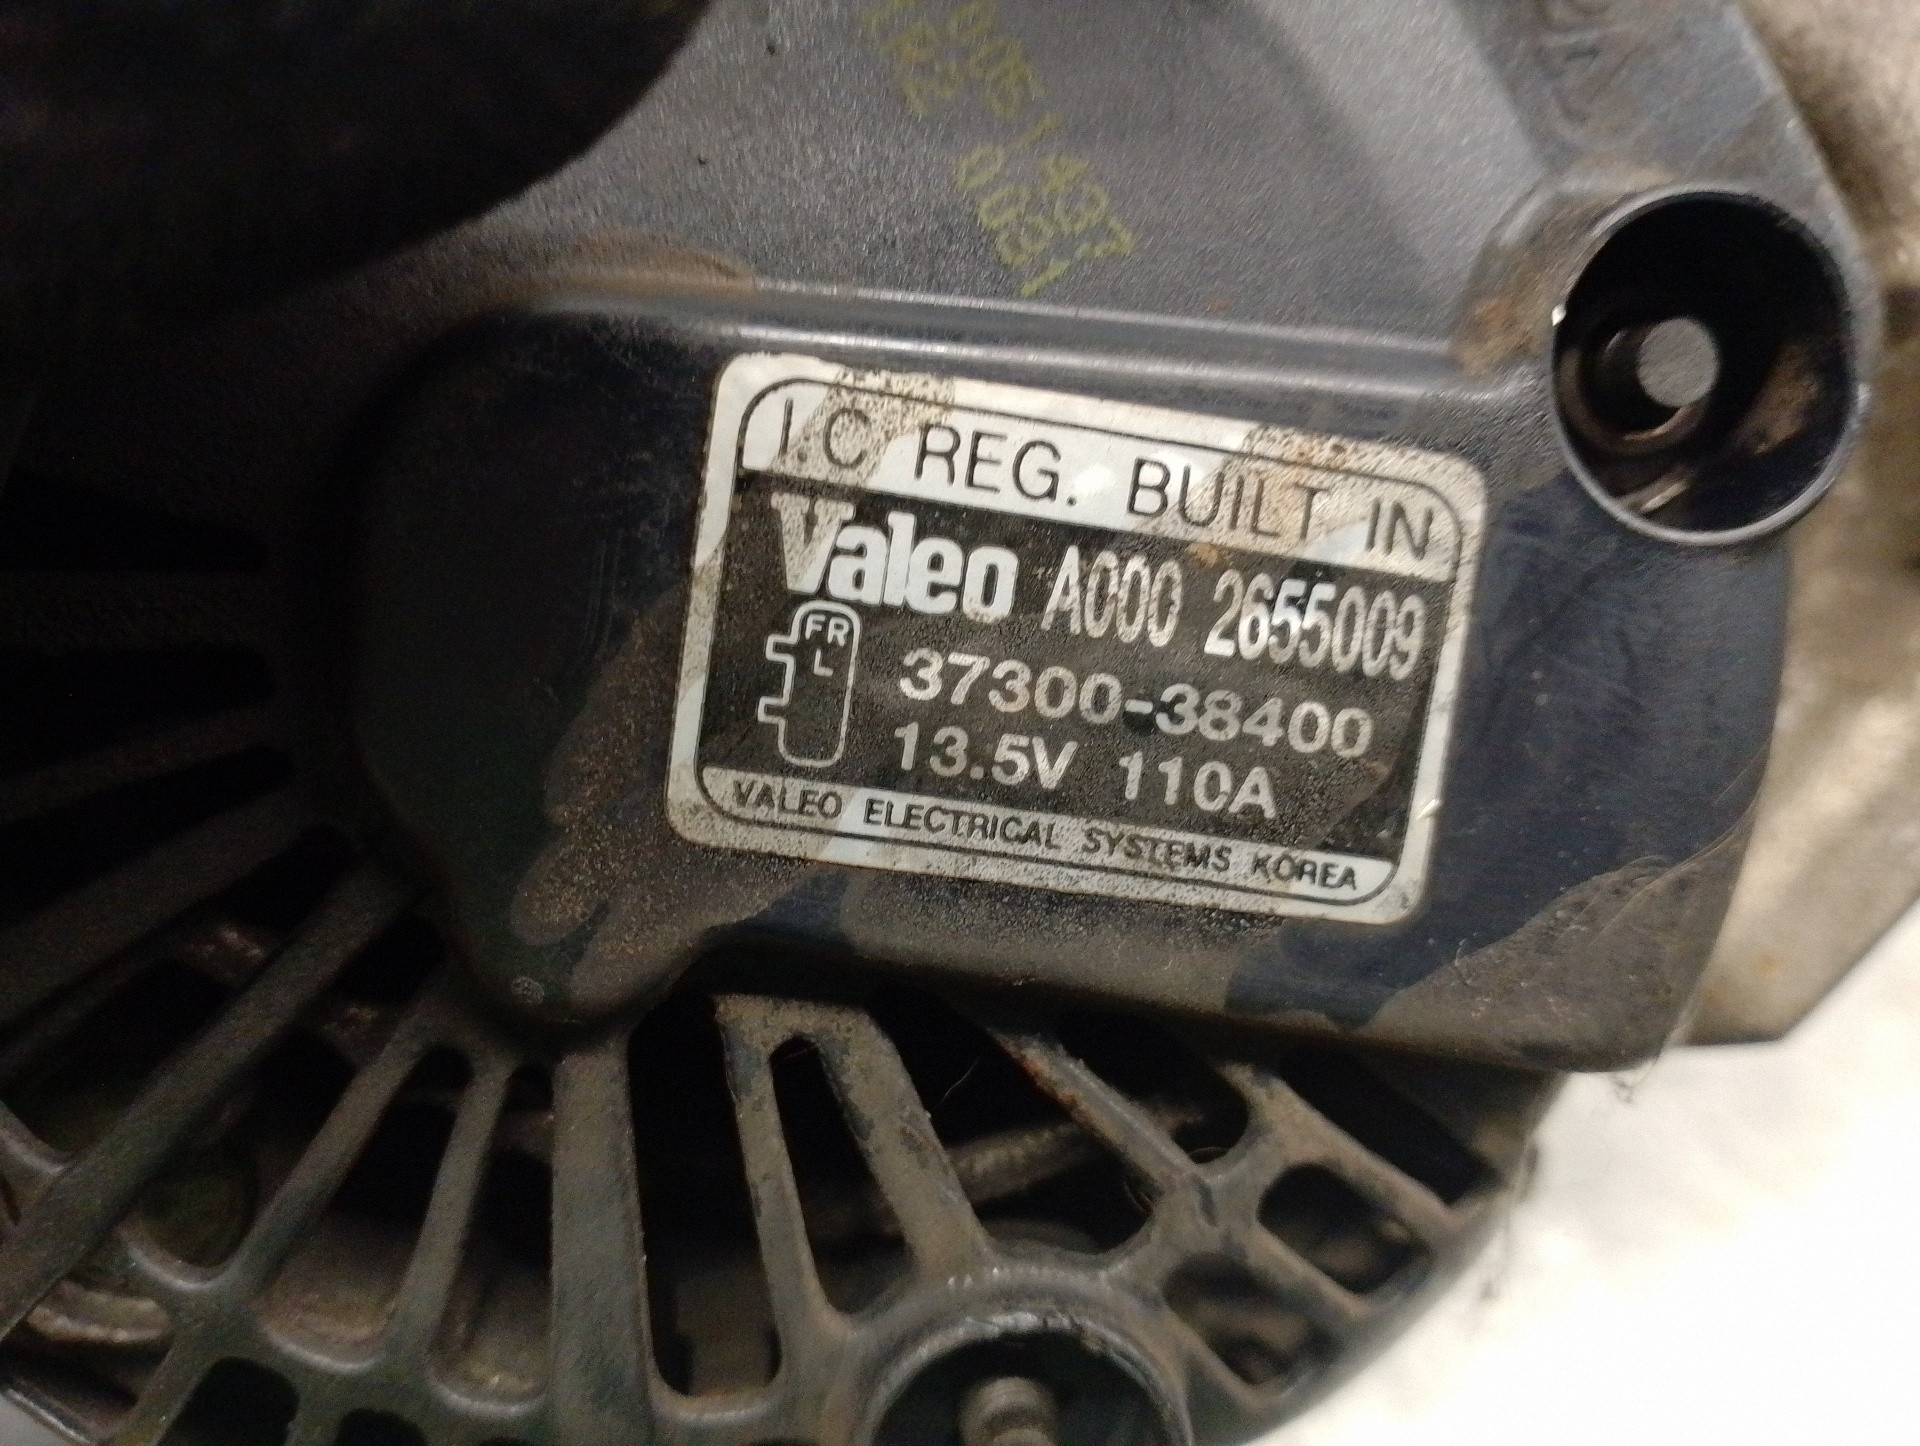 I.C REG. BUILT IN
Valeo A000 2655009
FR
L
37300-38400
13.5V 110A
VALEO ELECTRICAL SYSTEMS KOREA